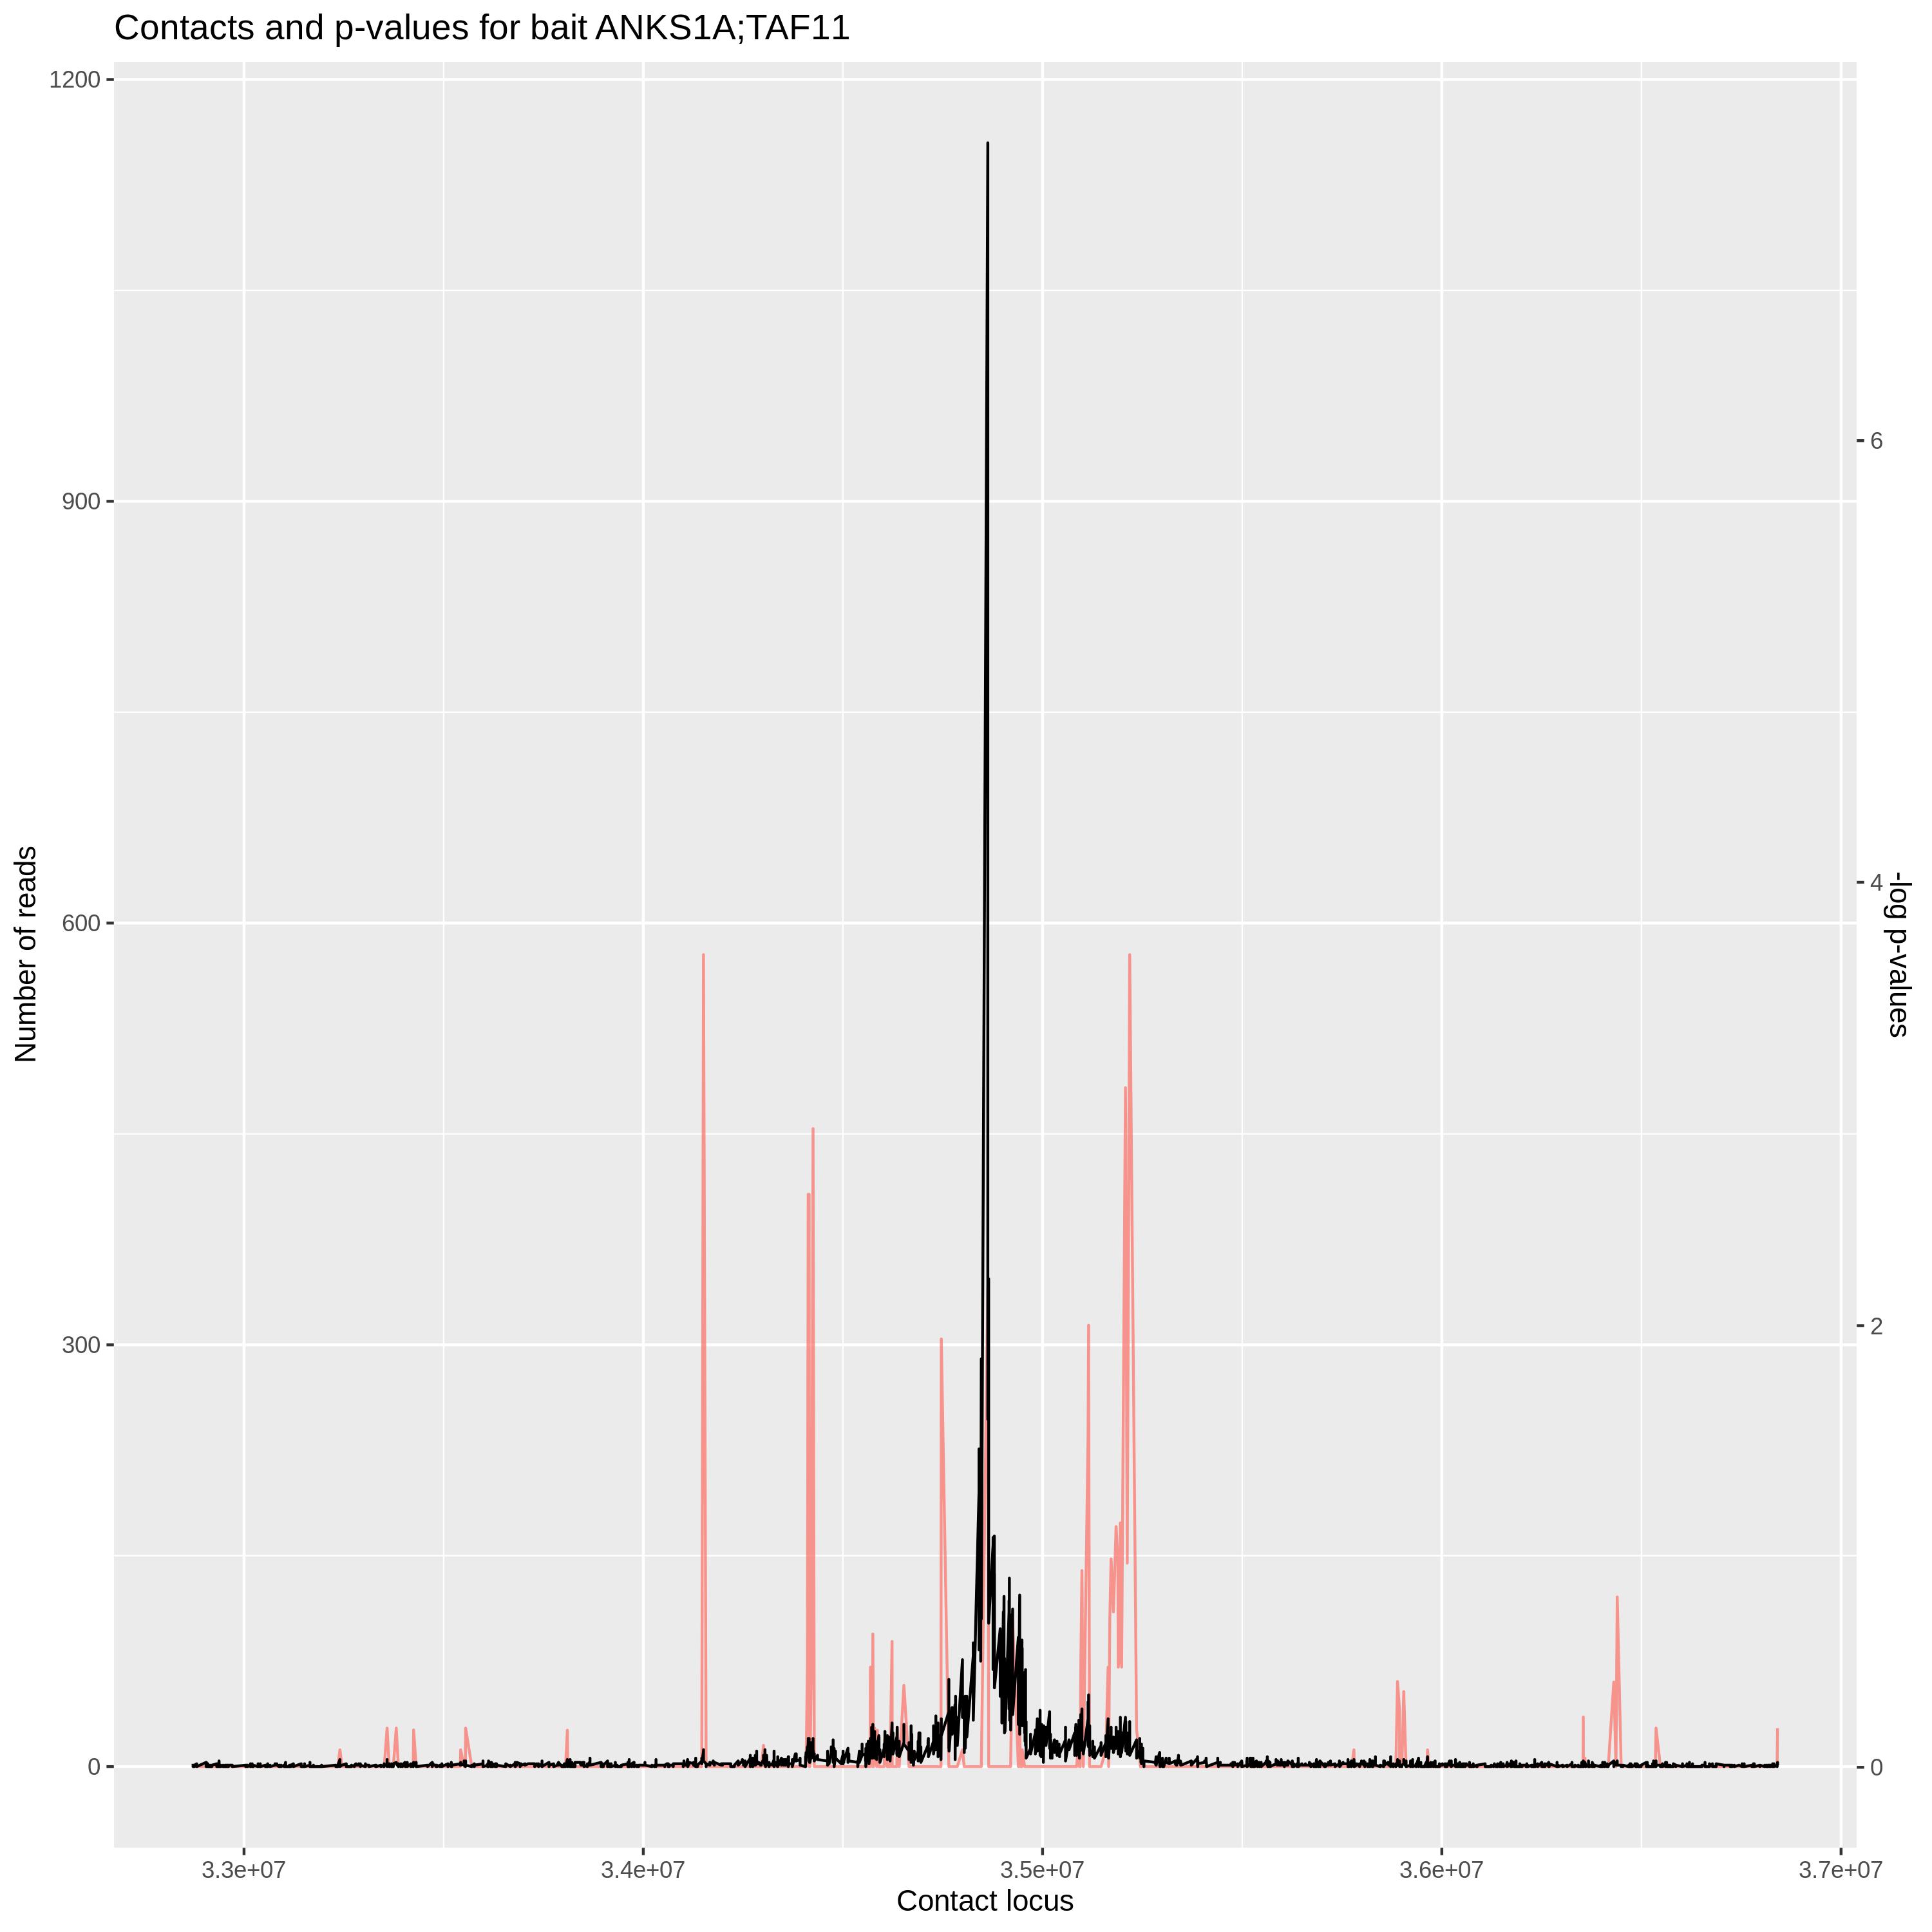 Contacts and p-values for bait ANKS1A;TAF11
1200
900
600
300
0
Number of reads
6
4
2
0
-log p-values
3.3e+07
3.4e+07
3.5e+07
3.6e+07
3.7e+07
Contact locus